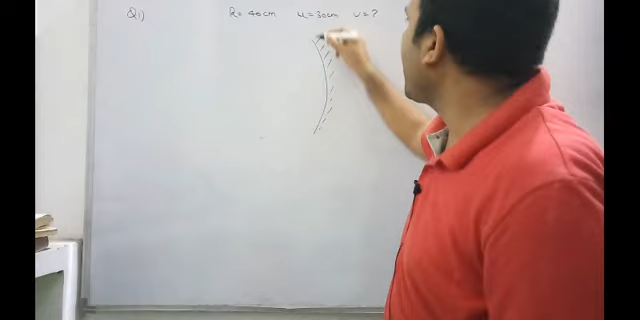 Q1) R = 40cm u = 30cm v = ?